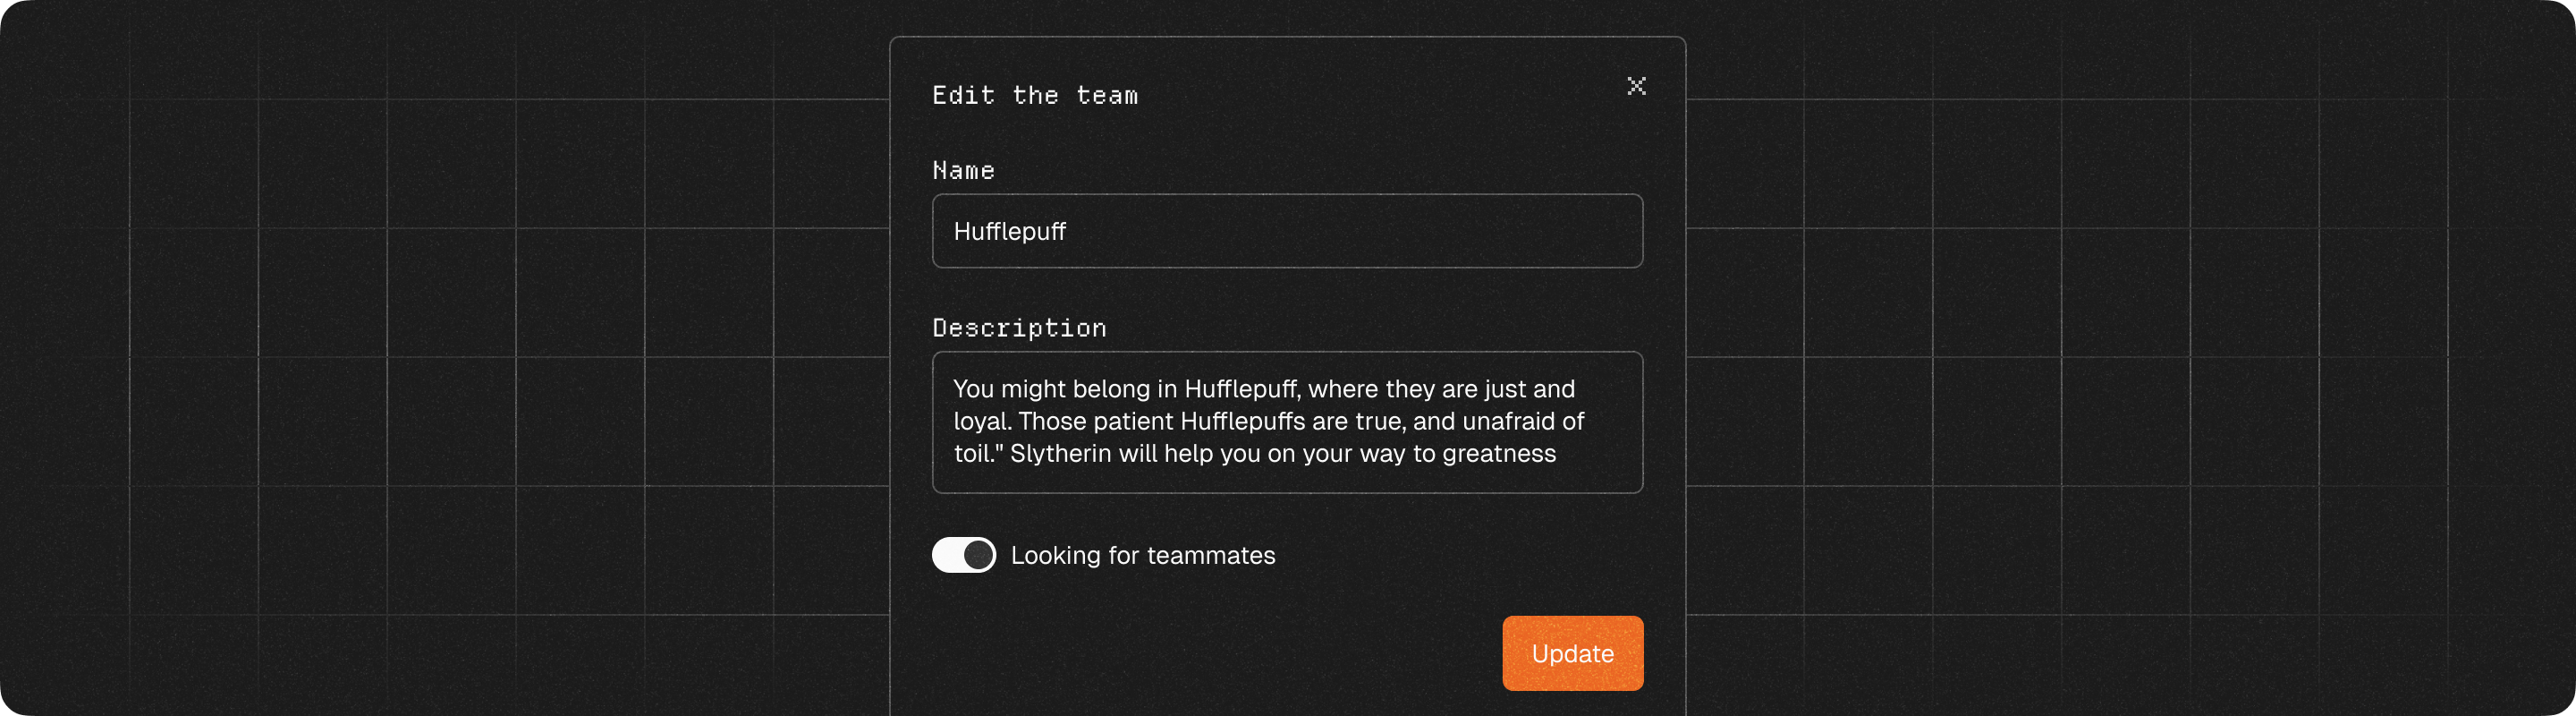 Edit the team
Name
Hufflepuff
Description
You might belong in Hufflepuff, where they are just and
loyal. Those patient Hufflepuffs are true, and unafraid of
toil." Slytherin will help you on your way to greatness
Looking for teammates
Update